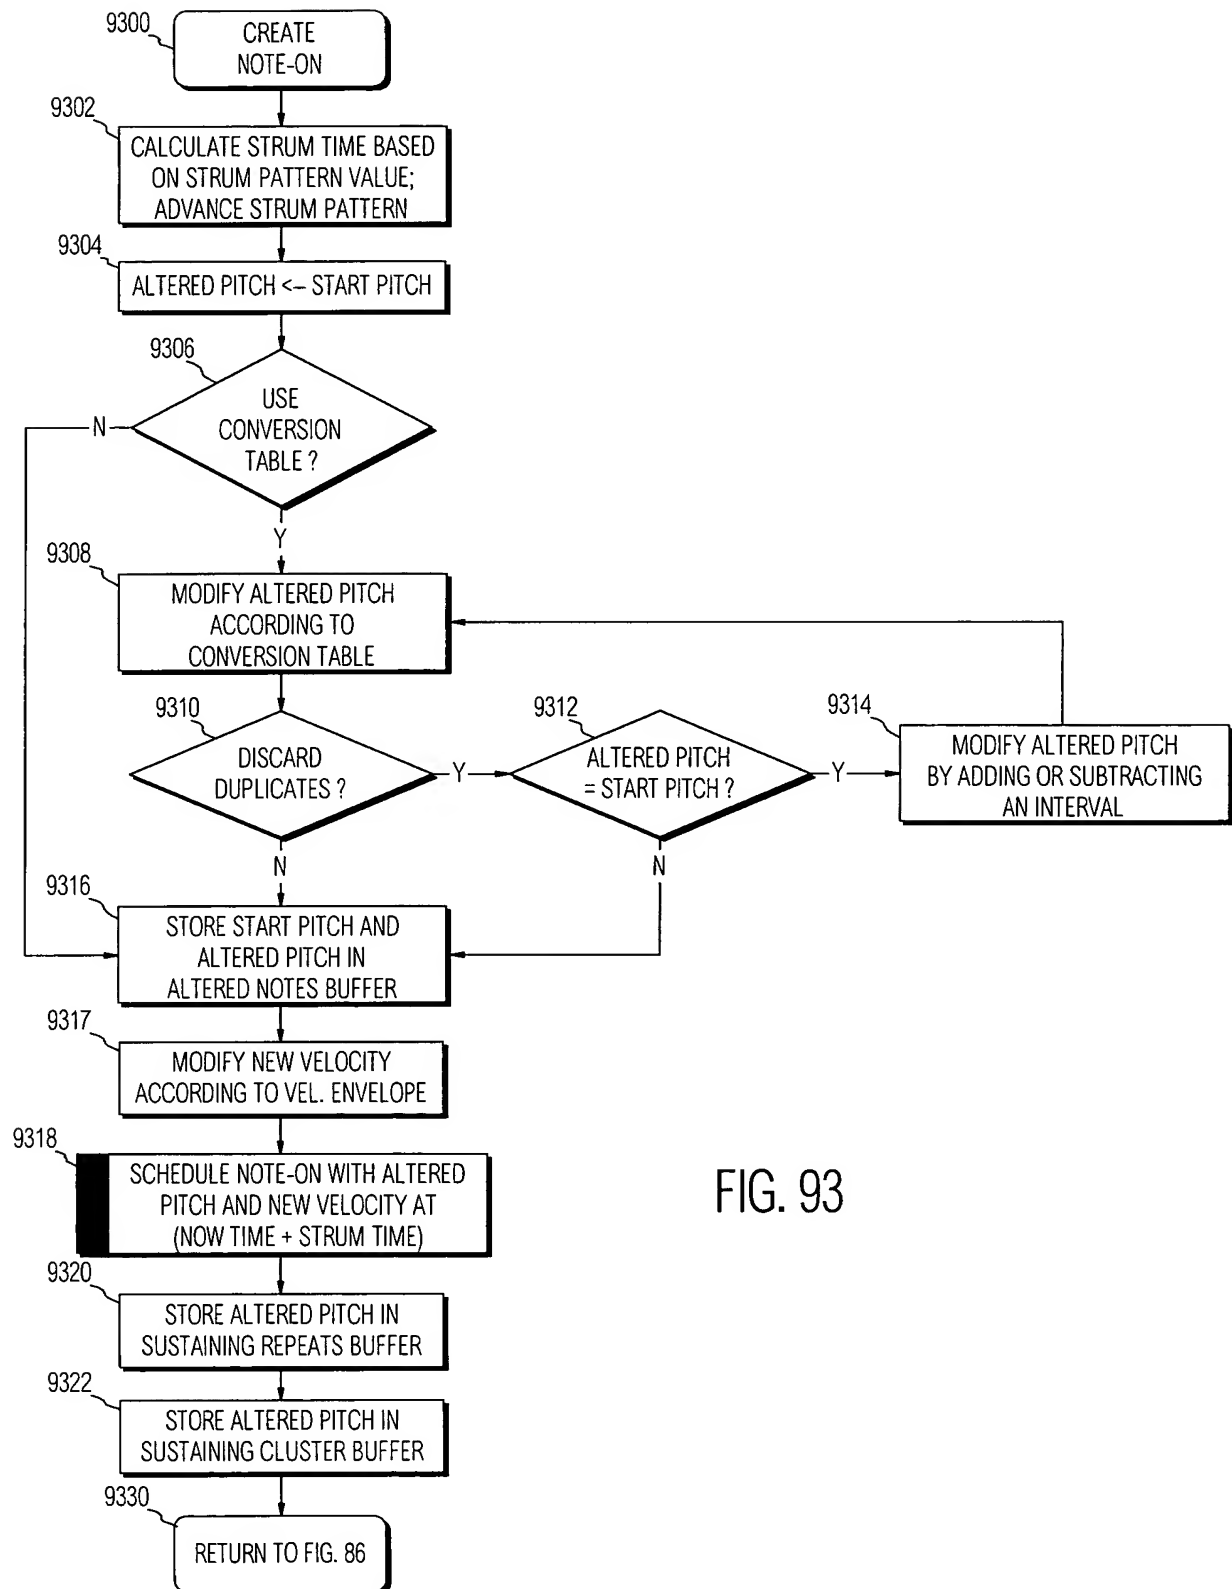 9300
CREATE
NOTE-ON
9302
CALCULATE STRUM TIME BASED
ON STRUM PATTERN VALUE;
ADVANCE STRUM PATTERN
9304
ALTERED PITCH <– START PITCH
9306
USE
CONVERSION
TABLE ?
N
Y
9308
MODIFY ALTERED PITCH
ACCORDING TO
CONVERSION TABLE
9310
DISCARD
DUPLICATES ?
Y
N
9312
ALTERED PITCH
= START PITCH ?
Y
N
9314
MODIFY ALTERED PITCH
BY ADDING OR SUBTRACTING
AN INTERVAL
9316
STORE START PITCH AND
ALTERED PITCH IN
ALTERED NOTES BUFFER
9317
MODIFY NEW VELOCITY
ACCORDING TO VEL. ENVELOPE
9318
SCHEDULE NOTE-ON WITH ALTERED
PITCH AND NEW VELOCITY AT
(NOW TIME + STRUM TIME)
FIG. 93
9320
STORE ALTERED PITCH IN
SUSTAINING REPEATS BUFFER
9322
STORE ALTERED PITCH IN
SUSTAINING CLUSTER BUFFER
9330
RETURN TO FIG. 86